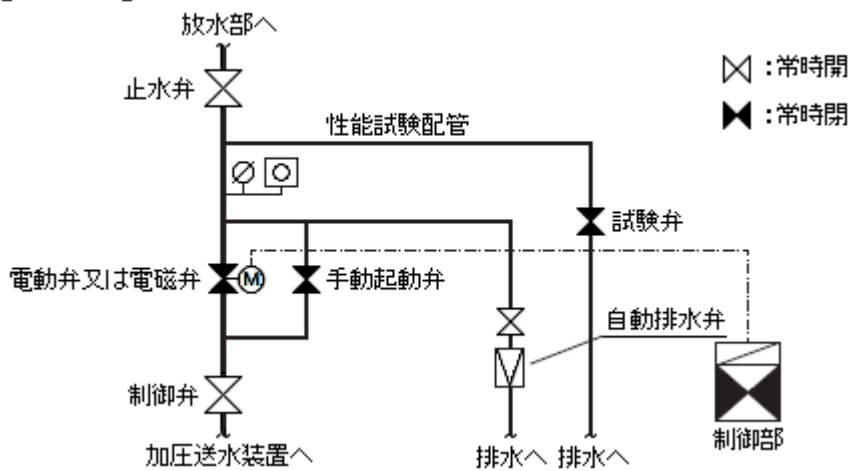 放水部へ
止水弁
:常時開
:常時閉
性能試験配管
試験弁
電動弁又は電磁弁
M
手動起動弁
自動排水弁
制御弁
制御部
加圧送水装置へ
排水へ
排水へ